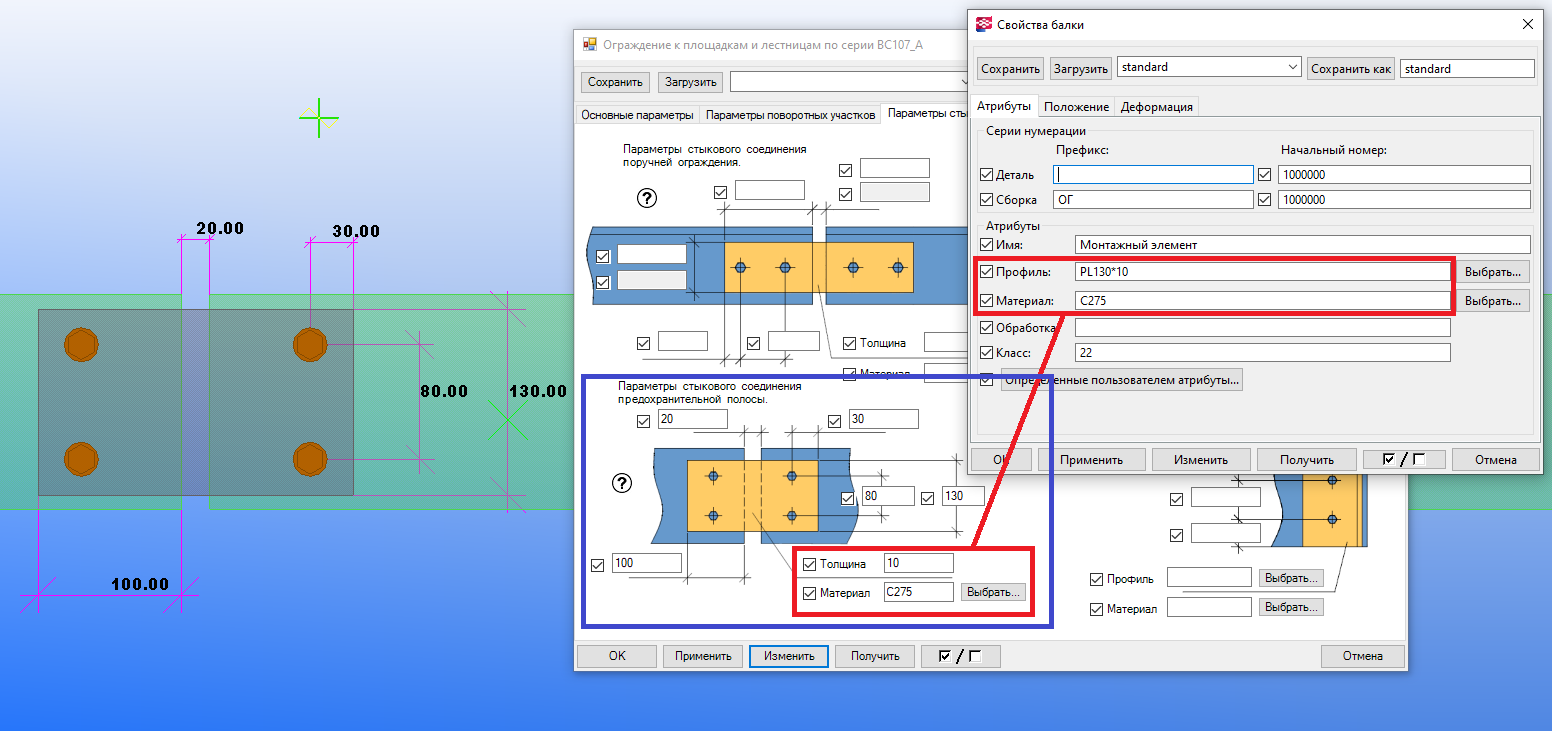 20.00
30.00
80.00
130.00
100.00
Ограждение к площадкам и лестницам по серии ВС107_А
Сохранить
Загрузить
Основные параметры
Параметры поворотных участков
Параметры сты
Параметры стыкового соединения
поручней ограждения.
?
Толщина
Материал
Параметры стыкового соединения
предохранительной полосы.
20
30
?
80
130
100
Толщина
10
Материал
С275
Выбрать...
Профиль
Выбрать...
Материал
Выбрать...
OK
Применить
Изменить
Получить
/
Отмена
Свойства балки
Сохранить
Загрузить
standard
Сохранить как
standard
Атрибуты
Положение
Деформация
Серии нумерации
Префикс:
Начальный номер:
Деталь
1000000
Сборка
ОГ
1000000
Атрибуты
Имя:
Монтажный элемент
Профиль:
PL130*10
Выбрать...
Материал:
С275
Выбрать...
Обработка
Класс:
22
Определенные пользователем атрибуты...
OK
Применить
Изменить
Получить
/
Отмена